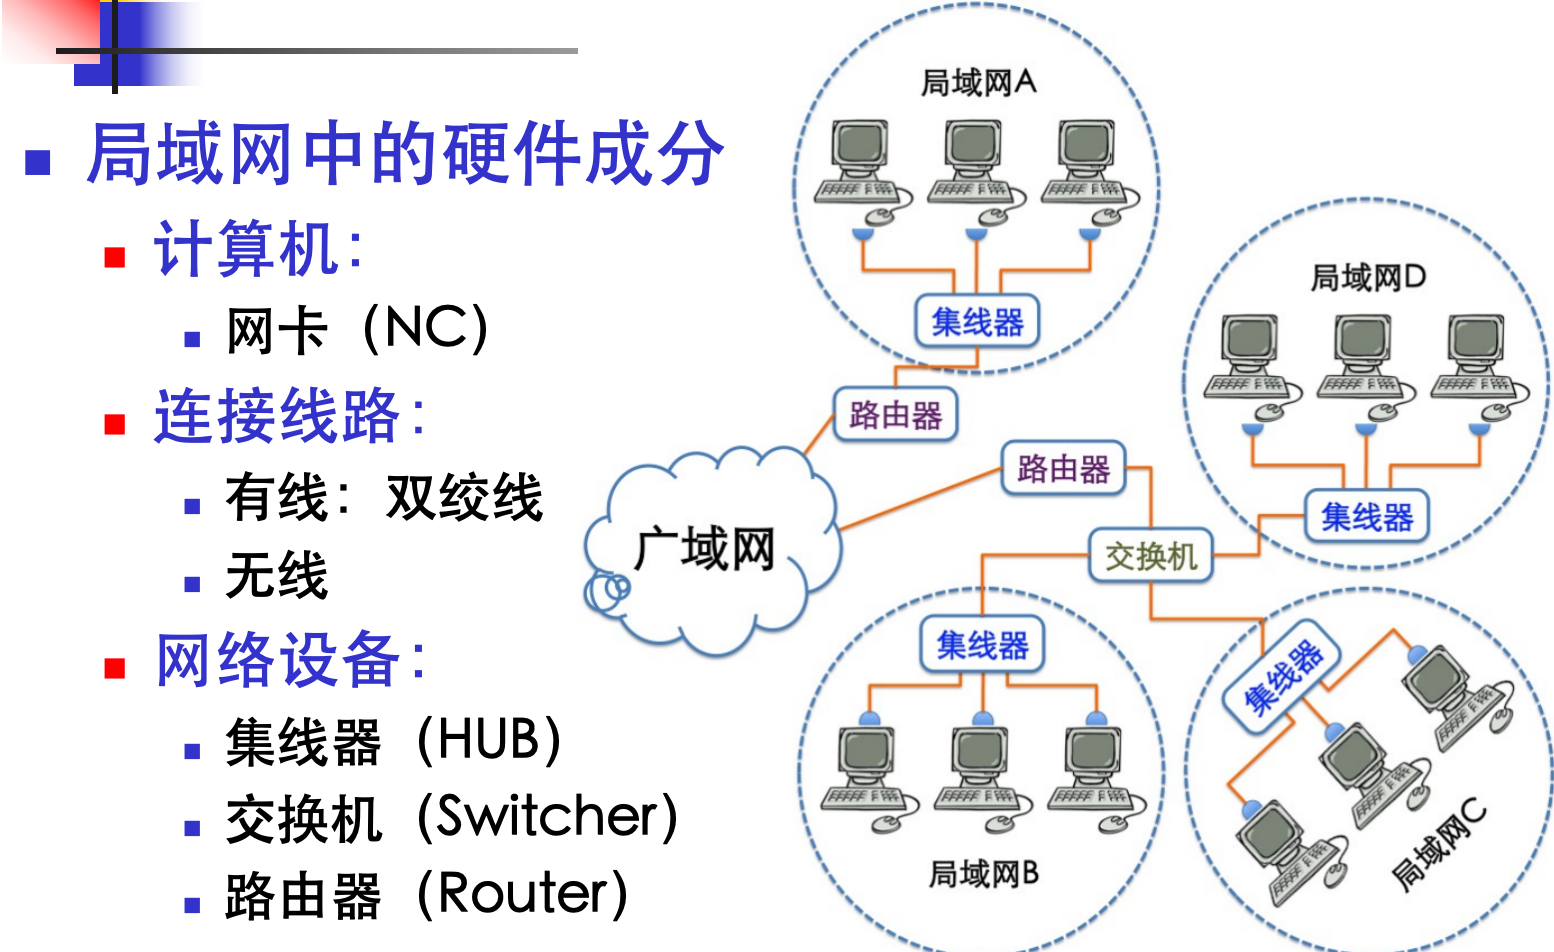 局域网中的硬件成分
计算机：
网卡（NC）
连接线路：
有线：双绞线
无线
网络设备：
集线器（HUB）
交换机（Switcher）
路由器（Router）
局域网A
集线器
路由器
广域网
路由器
交换机
局域网D
集线器
集线器
局域网B
集线器
局域网C